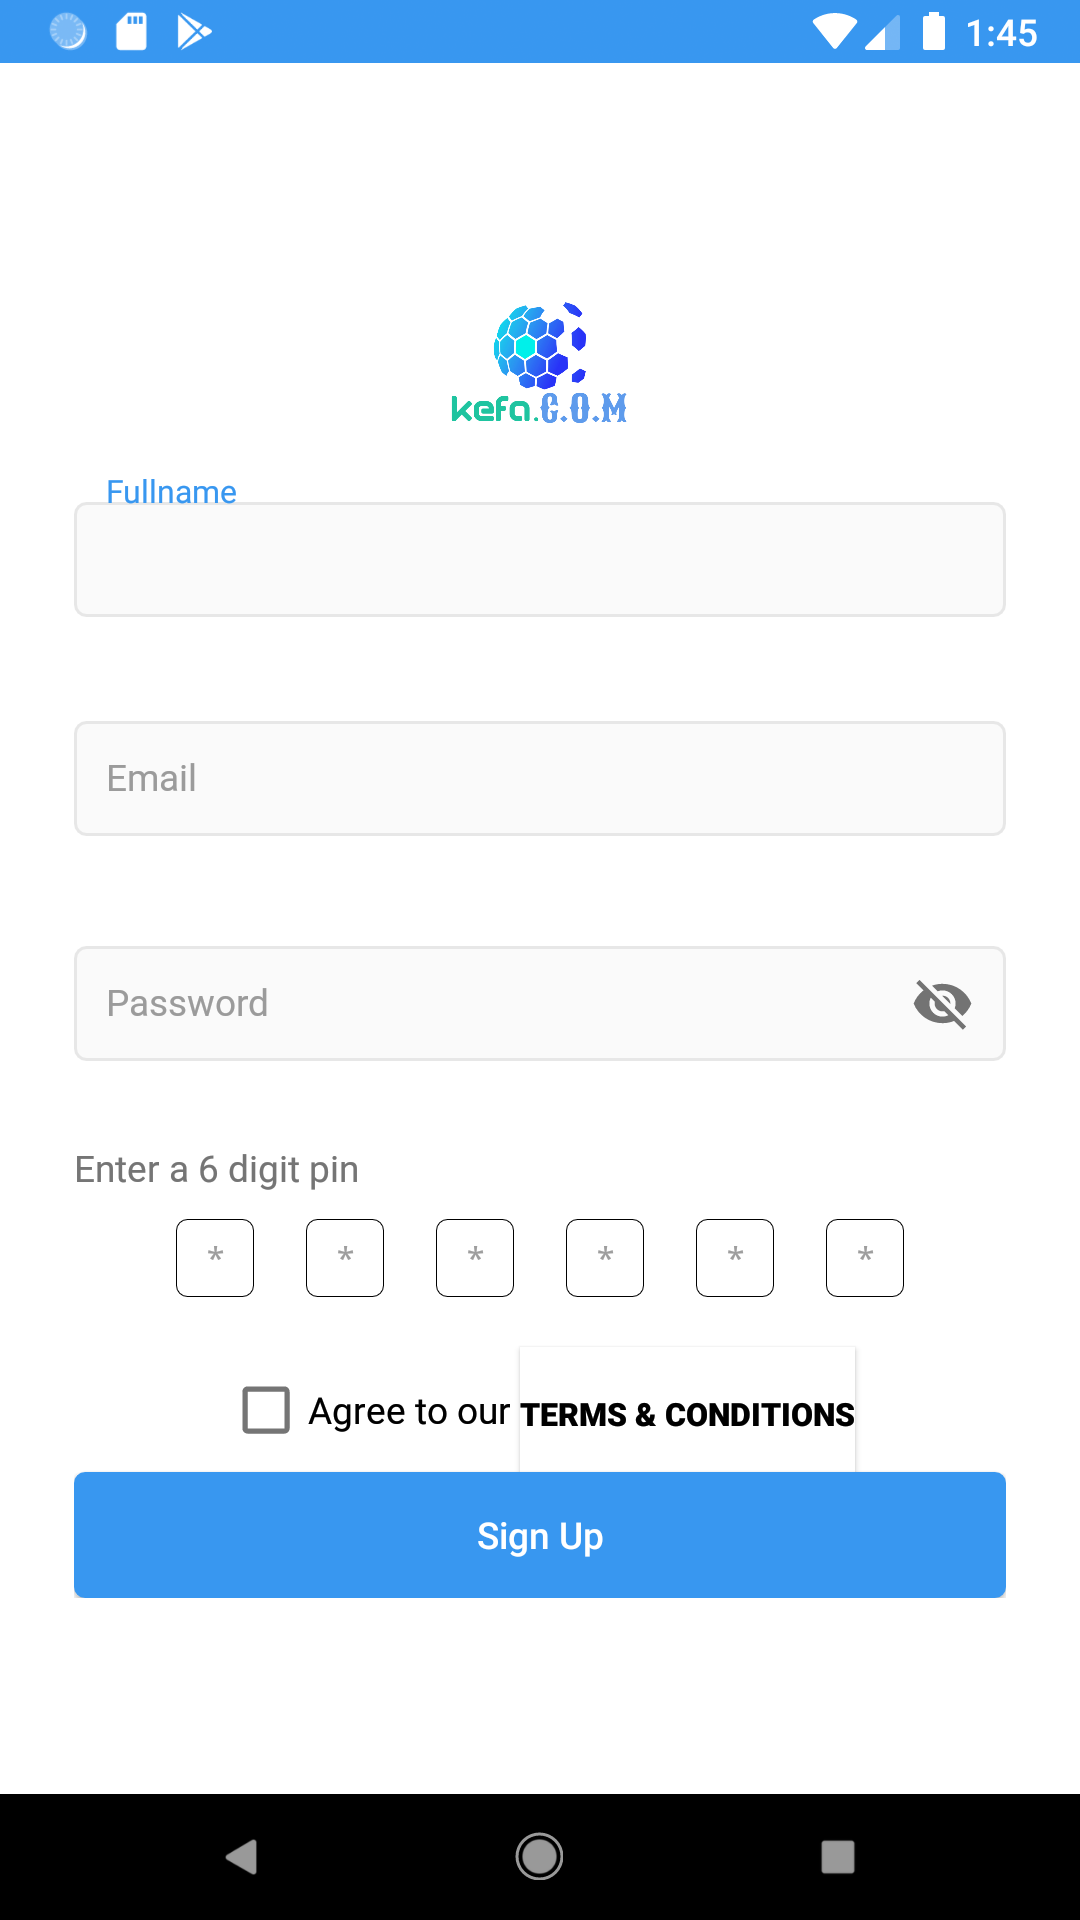 1:45
kefa.C.O.M
Fullname
Email
Password
Enter a 6 digit pin
* * * * * *
Agree to our TERMS & CONDITIONS
Sign Up